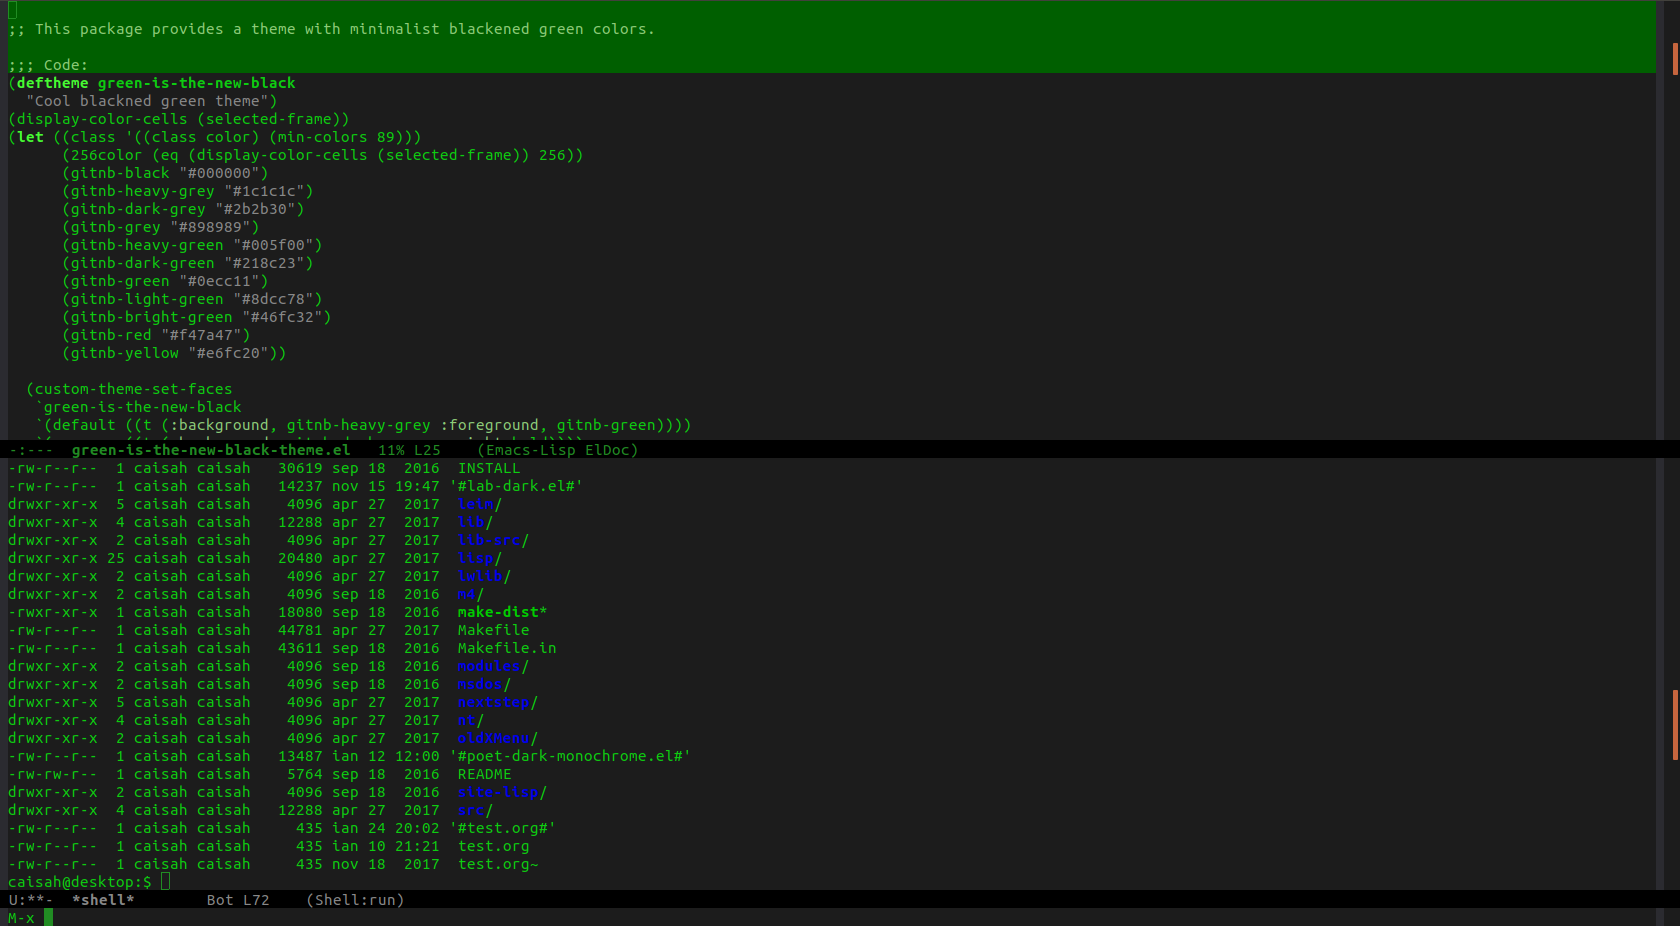 ;; This package provides a theme with minimalist blackened green colors.
;;; Code:
(deftheme green-is-the-new-black
  "Cool blackned green theme")
(display-color-cells (selected-frame))
(let ((class '((class color) (min-colors 89)))
      (256color (eq (display-color-cells (selected-frame)) 256))
      (gitnb-black "#000000")
      (gitnb-heavy-grey "#1c1c1c")
      (gitnb-dark-grey "#2b2b30")
      (gitnb-grey "#898989")
      (gitnb-heavy-green "#005f00")
      (gitnb-dark-green "#218c23")
      (gitnb-green "#0ecc11")
      (gitnb-light-green "#8dcc78")
      (gitnb-bright-green "#46fc32")
      (gitnb-red "#f47a47")
      (gitnb-yellow "#e6fc20"))
  (custom-theme-set-faces
   `green-is-the-new-black
   `(default ((t (:background, gitnb-heavy-grey :foreground, gitnb-green))))
-:---  green-is-the-new-black-theme.el   11% L25    (Emacs-Lisp ElDoc)
-rw-r--r--  1 caisah caisah   30619 sep 18  2016  INSTALL
-rw-r--r--  1 caisah caisah   14237 nov 15 19:47 '#lab-dark.el#'
drwxr-xr-x  5 caisah caisah    4096 apr 27  2017  leim/
drwxr-xr-x  4 caisah caisah   12288 apr 27  2017  lib/
drwxr-xr-x  2 caisah caisah    4096 apr 27  2017  lib-src/
drwxr-xr-x 25 caisah caisah   20480 apr 27  2017  lisp/
drwxr-xr-x  2 caisah caisah    4096 apr 27  2017  lwlib/
drwxr-xr-x  2 caisah caisah    4096 sep 18  2016  m4/
-rwxr-xr-x  1 caisah caisah   18080 sep 18  2016  make-dist*
-rw-r--r--  1 caisah caisah   44781 apr 27  2017  Makefile
-rw-r--r--  1 caisah caisah   43611 sep 18  2016  Makefile.in
drwxr-xr-x  2 caisah caisah    4096 sep 18  2016  modules/
drwxr-xr-x  2 caisah caisah    4096 sep 18  2016  msdos/
drwxr-xr-x  5 caisah caisah    4096 apr 27  2017  nextstep/
drwxr-xr-x  4 caisah caisah    4096 apr 27  2017  nt/
drwxr-xr-x  2 caisah caisah    4096 apr 27  2017  oldXMenu/
-rw-r--r--  1 caisah caisah   13487 ian 12 12:00 '#poet-dark-monochrome.el#'
-rw-rw-r--  1 caisah caisah    5764 sep 18  2016  README
drwxr-xr-x  2 caisah caisah    4096 sep 18  2016  site-lisp/
drwxr-xr-x  4 caisah caisah   12288 apr 27  2017  src/
-rw-r--r--  1 caisah caisah     435 ian 24 20:02 '#test.org#'
-rw-r--r--  1 caisah caisah     435 ian 10 21:21  test.org
-rw-r--r--  1 caisah caisah     435 nov 18  2017  test.org~
caisah@desktop:$
U:**-  *shell*        Bot L72    (Shell:run)
M-x